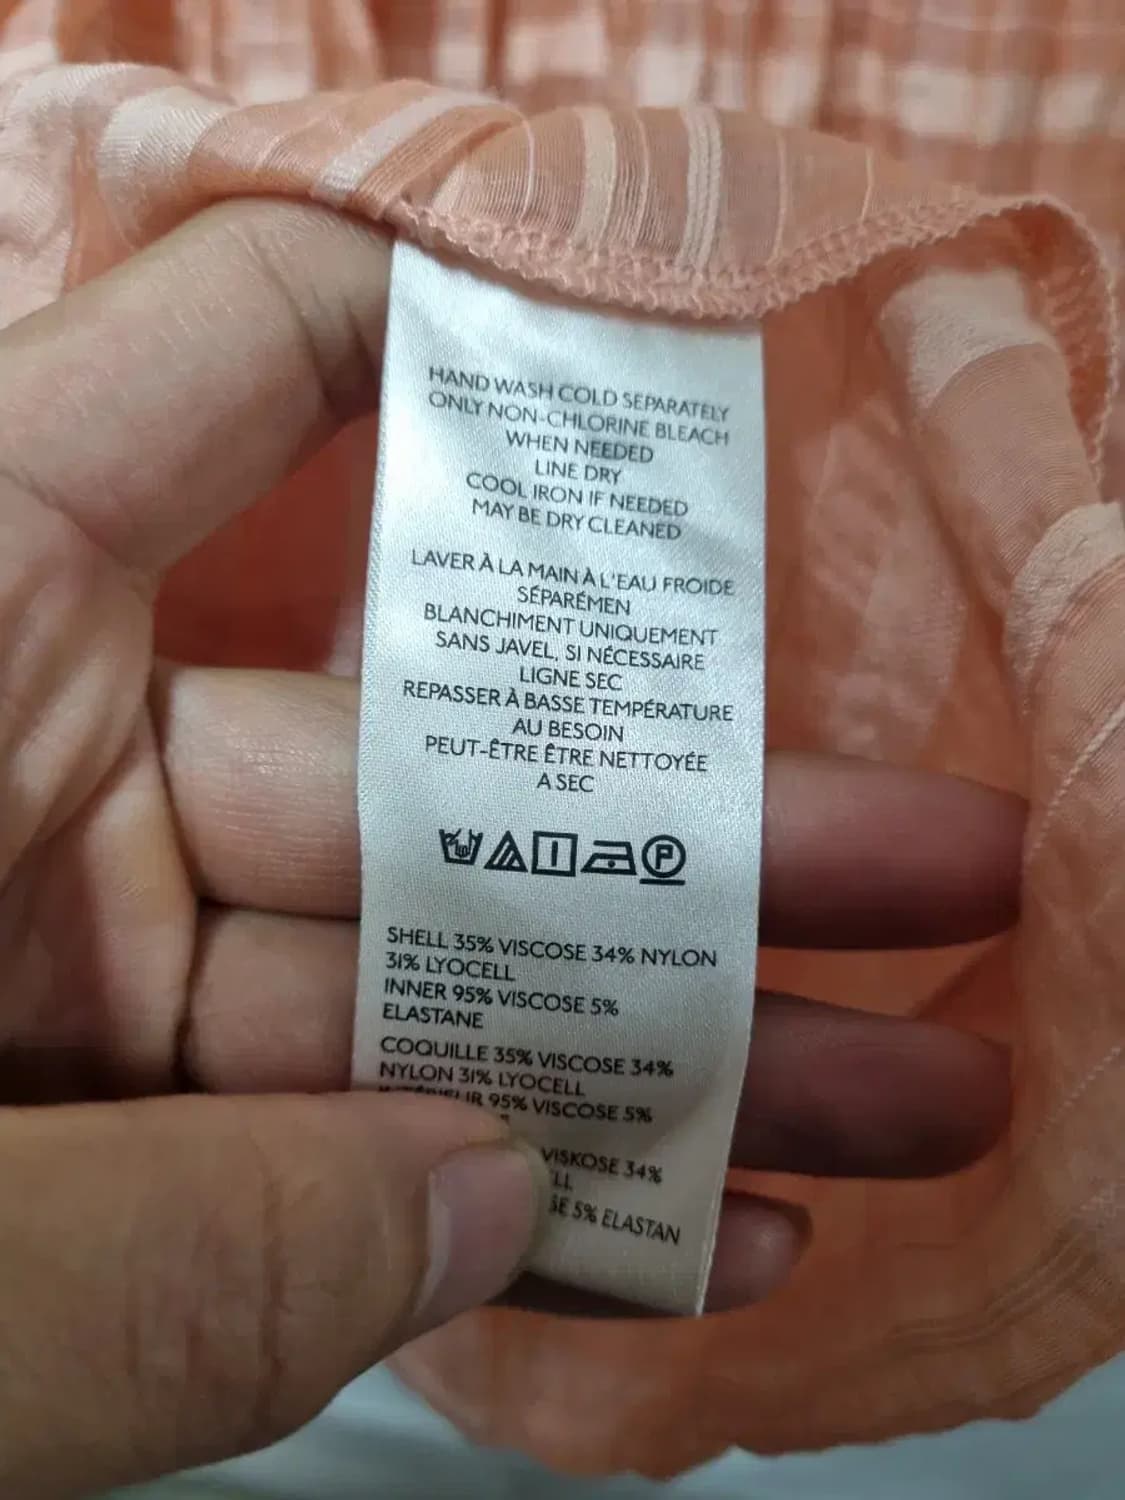 HAND WASH COLD SEPARATELY
ONLY NON-CHLORINE BLEACH
WHEN NEEDED
LINE DRY
COOL IRON IF NEEDED
MAY BE DRY CLEANED
LAVER À LA MAIN À L'EAU FROIDE
SÉPARÉMEN
BLANCHIMENT UNIQUEMENT
SANS JAVEL, SI NÉCESSAIRE
LIGNE SEC
REPASSER À BASSE TEMPÉRATURE
AU BESOIN
PEUT-ÊTRE ÊTRE NETTOYÉE
A SEC
P
SHELL 35% VISCOSE 34% NYLON
31% LYOCELL
INNER 95% VISCOSE 5%
ELASTANE
COQUILLE 35% VISCOSE 34%
NYLON 31% LYOCELL
95% VISCOSE 5%
VISKOSE 34%
5% ELASTAN